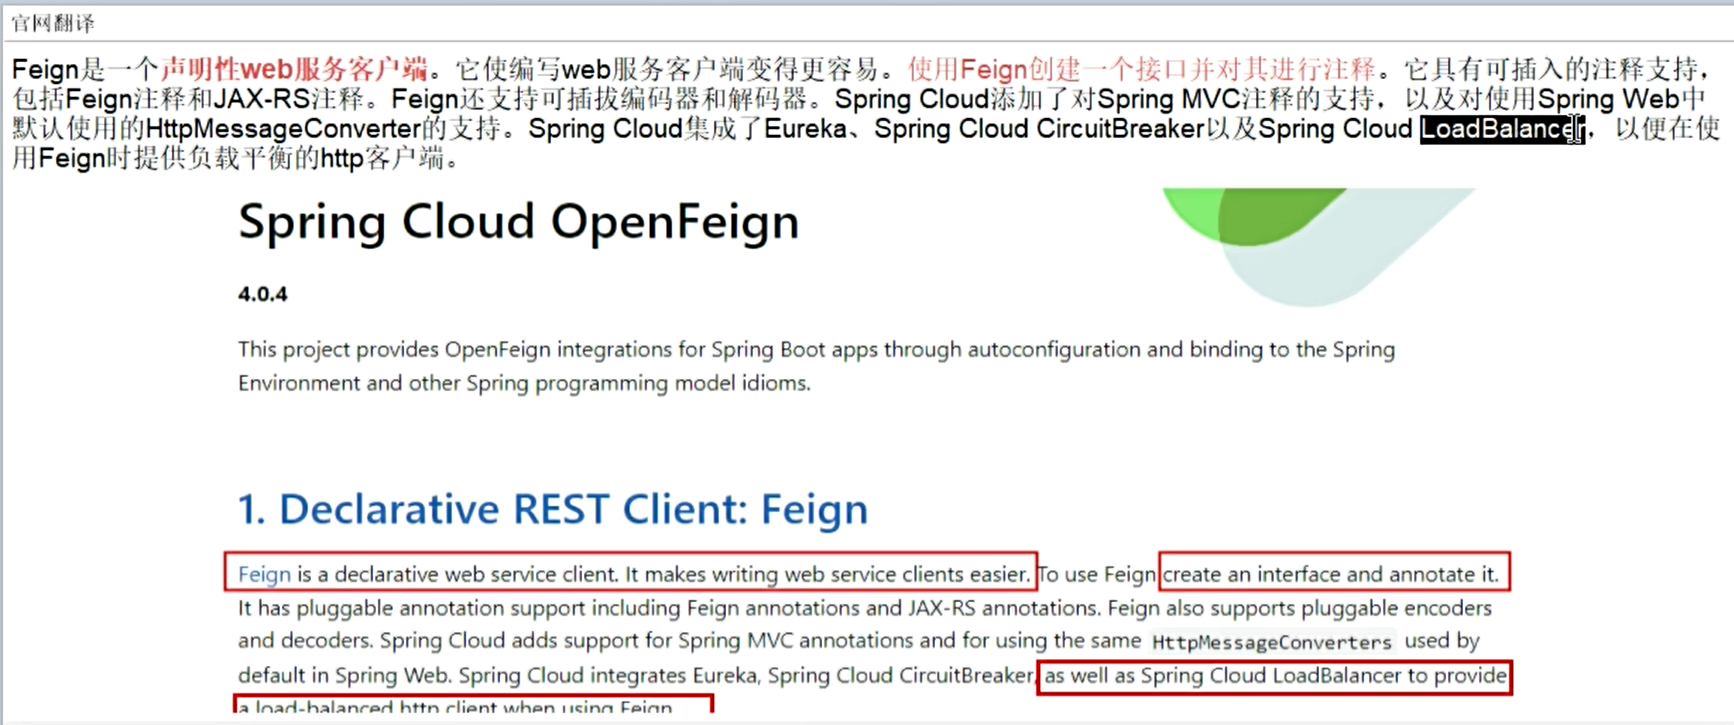 官网翻译
Feign是一个声明性web服务客户端。它使编写web服务客户端变得更容易。使用Feign创建一个接口并对其进行注释。它具有可插入的注释支持，
包括Feign注释和JAX-RS注释。Feign还支持可插拔编码器和解码器。Spring Cloud添加了对Spring MVC注释的支持，以及对使用Spring Web中
默认使用的HttpMessageConverter的支持。Spring Cloud集成了Eureka、Spring Cloud CircuitBreaker以及Spring Cloud LoadBalancer，以便在使
用Feign时提供负载平衡的http客户端。
Spring Cloud OpenFeign
4.0.4
This project provides OpenFeign integrations for Spring Boot apps through autoconfiguration and binding to the Spring
Environment and other Spring programming model idioms.
1. Declarative REST Client: Feign
Feign is a declarative web service client. It makes writing web service clients easier. To use Feign create an interface and annotate it.
It has pluggable annotation support including Feign annotations and JAX-RS annotations. Feign also supports pluggable encoders
and decoders. Spring Cloud adds support for Spring MVC annotations and for using the same HttpMessageConverters used by
default in Spring Web. Spring Cloud integrates Eureka, Spring Cloud CircuitBreaker, as well as Spring Cloud LoadBalancer to provide
a load-balanced http client when using Feign.